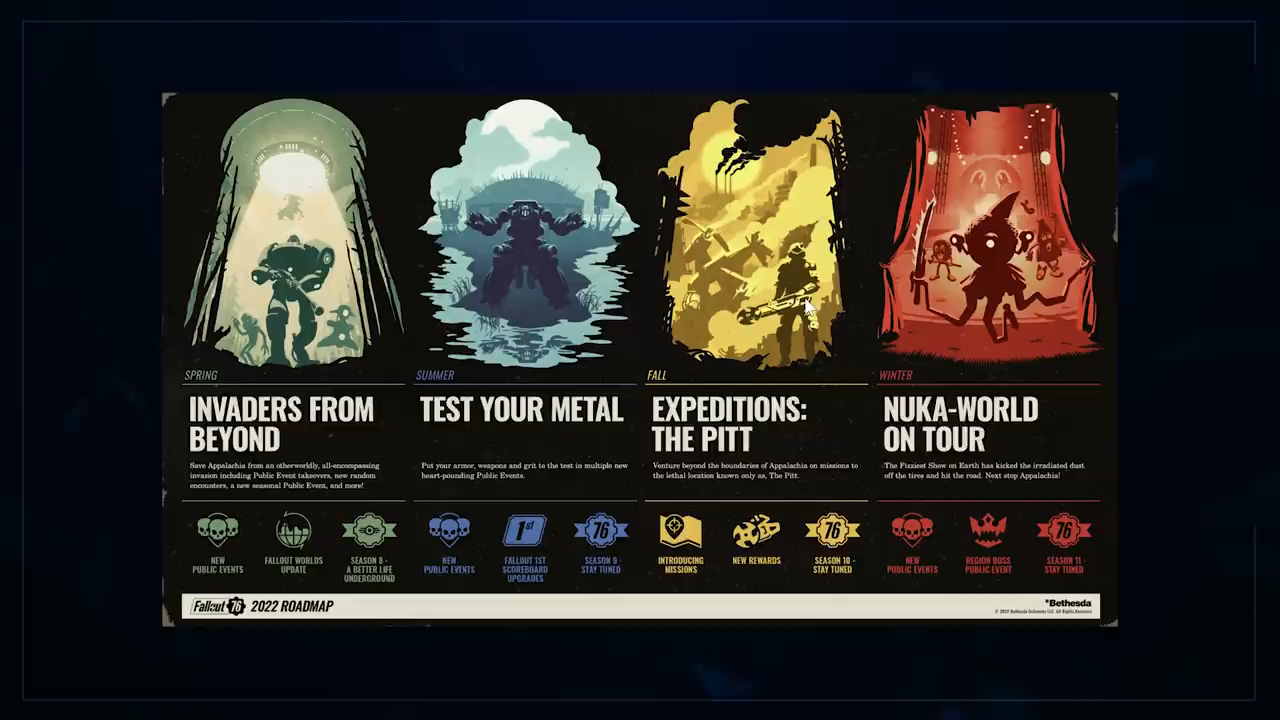 SPRING
INVADERS FROM
BEYOND
Save Appalachia from an otherworldly, all-encompassing
invasion including Public Event takeovers, new random
encounters, a new seasonal Public Event, and more!
NEW
PUBLIC EVENTS
FALLOUT WORLDS
UPDATE
SEASON 8 -
A BETTER LIFE
UNDERGROUND
SUMMER
TEST YOUR METAL
Put your armor, weapons and grit to the test in multiple new
heart-pounding Public Events.
NEW
PUBLIC EVENTS
1st
FALLOUT 1ST
SCOREBOARD
UPGRADES
76
SEASON 9 -
STAY TUNED
FALL
EXPEDITIONS:
THE PITT
Venture beyond the boundaries of Appalachia on missions to
the lethal location known only as, The Pitt.
INTRODUCING
MISSIONS
NEW REWARDS
76
SEASON 10 -
STAY TUNED
WINTER
NUKA-WORLD
ON TOUR
The Fizziest Show on Earth has kicked the irradiated dust
off the tires and hit the road. Next stop Appalachia!
NEW
PUBLIC EVENTS
REGION BOSS
PUBLIC EVENT
76
SEASON 11 -
STAY TUNED
Fallout 76 2022 ROADMAP
Bethesda
© 2022 Bethesda Softworks LLC. All Rights Reserved.